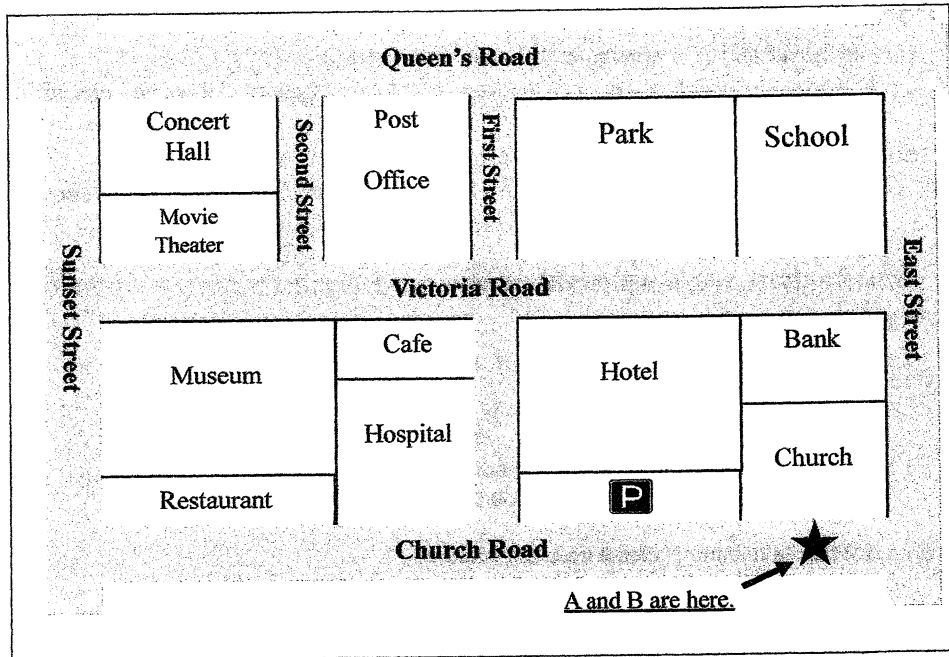 Queen's Road
Concert
Hall
Second Street
Post
Office
First Street
Park
School
Movie
Theater
Sunset Street
Victoria Road
East Street
Museum
Cafe
Hotel
Bank
Hospital
Church
Restaurant
P
Church Road
A and B are here.